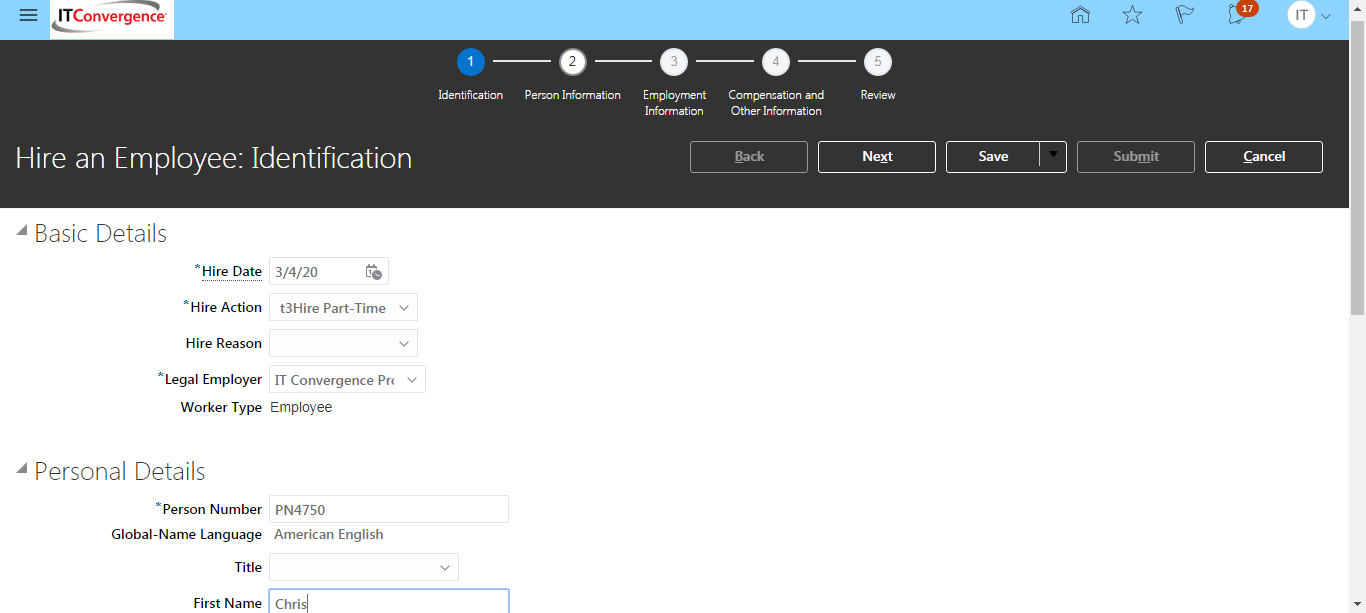 ITConvergence
17
IT
1 2 3 4 5
Identification Person Information Employment Information Compensation and Other Information Review
Hire an Employee: Identification
Back Next Save Submit Cancel
Basic Details
*Hire Date 3/4/20
*Hire Action t3Hire Part-Time
Hire Reason
*Legal Employer IT Convergence Pro
Worker Type Employee
Personal Details
*Person Number PN4750
Global-Name Language American English
Title
First Name Chris